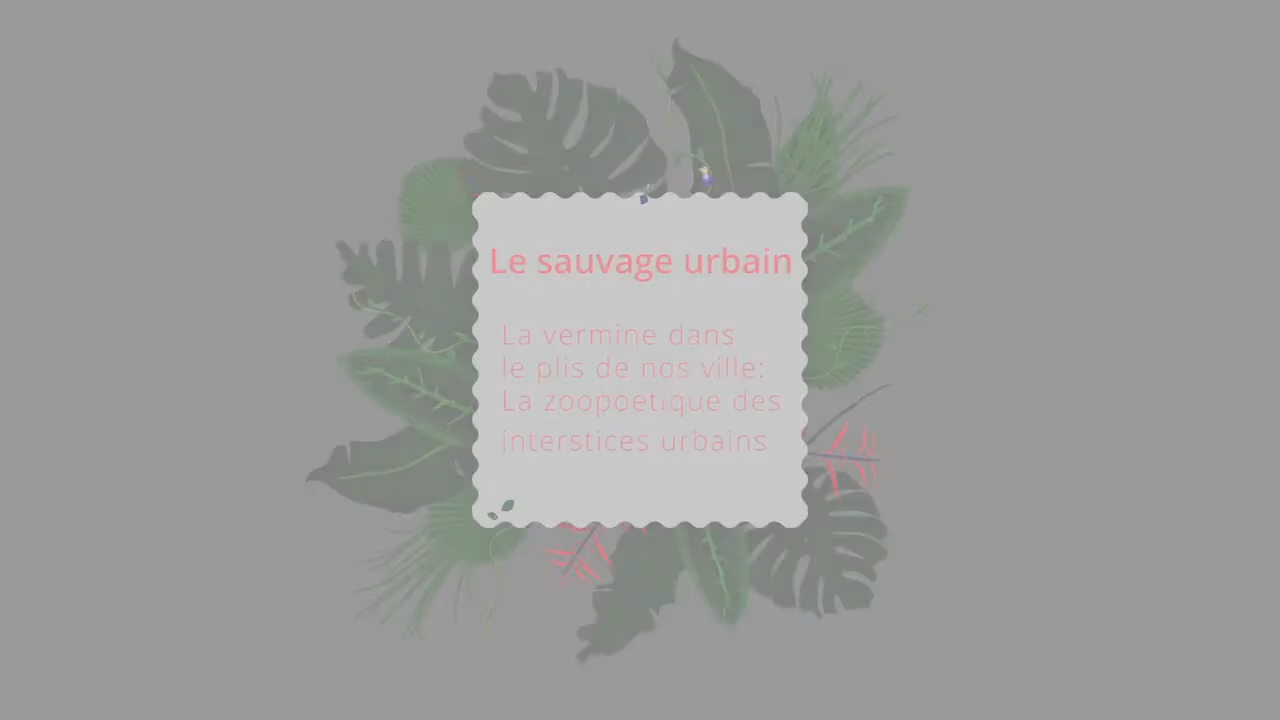 Le sauvage urbain
La vermine dans
le plis de nos ville:
La zoopoetique des
interstices urbains